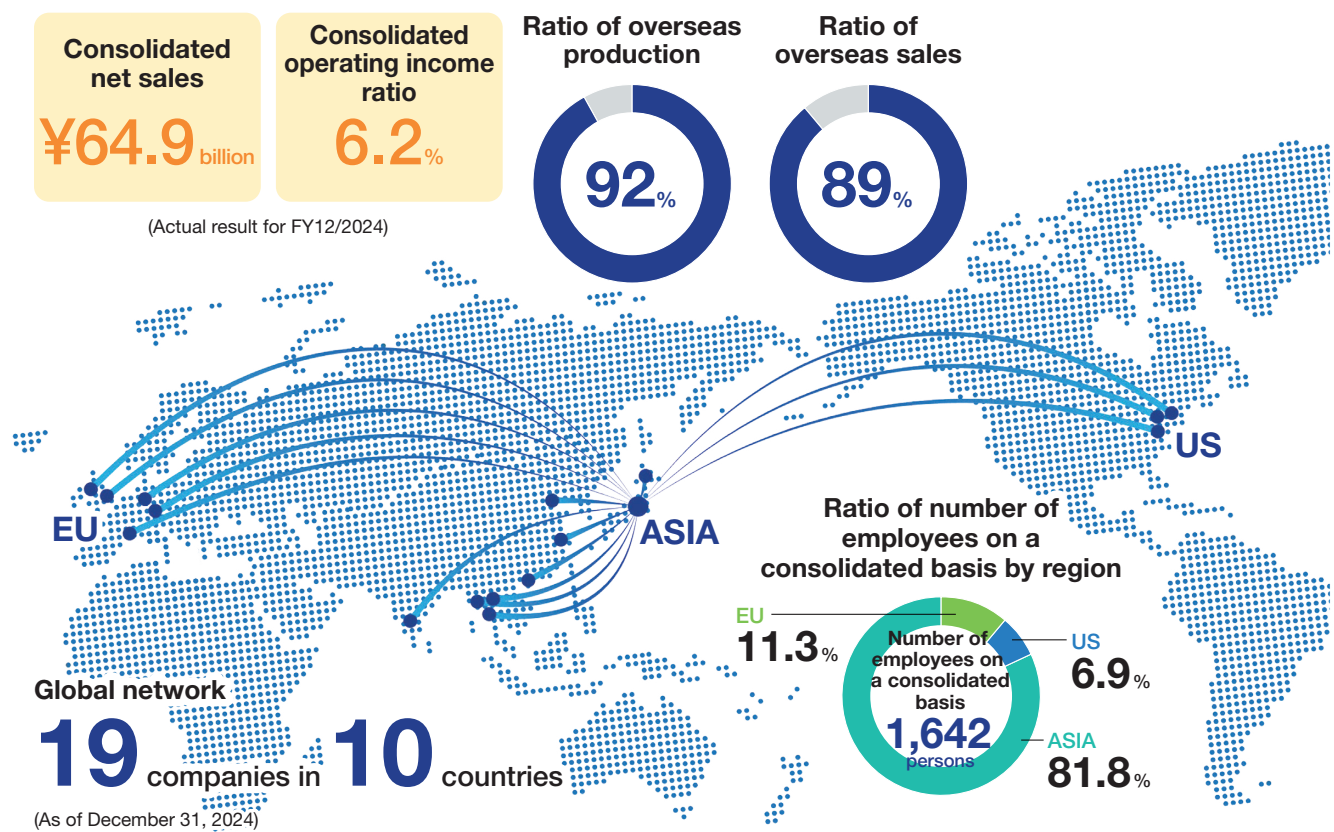 Consolidated
net sales
¥64.9 billion
Consolidated
operating income
ratio
6.2%
(Actual result for FY12/2024)
Ratio of overseas
production
92%
Ratio of
overseas sales
89%
EU
ASIA
US
Ratio of number of
employees on a
consolidated basis by region
EU
11.3%
US
6.9%
ASIA
81.8%
Number of
employees on
a consolidated
basis
1,642
persons
Global network
19 companies in 10 countries
(As of December 31, 2024)